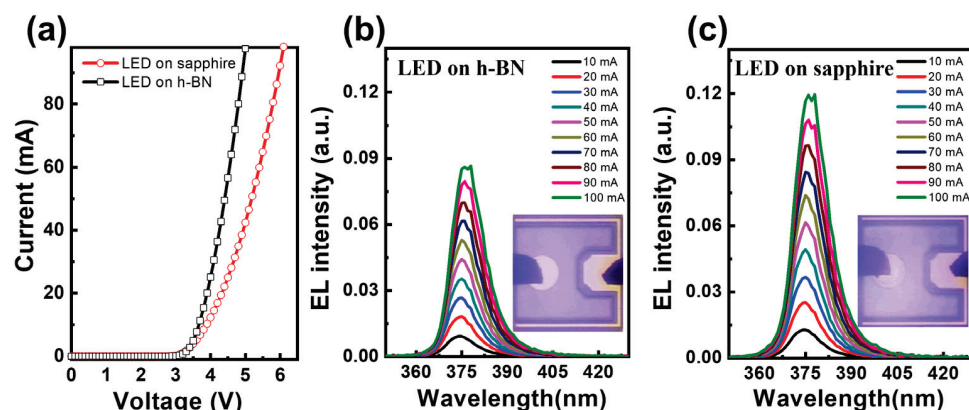 (a)
Current (mA)
80
60
40
20
0
0
1
2
3
4
5
6
Voltage (V)
LED on sapphire
LED on h-BN
(b)
LED on h-BN
EL intensity (a.u.)
0.12
0.09
0.06
0.03
0.00
360
375
390
405
420
Wavelength(nm)
10 mA
20 mA
30 mA
40 mA
50 mA
60 mA
70 mA
80 mA
90 mA
100 mA
(c)
LED on sapphire
EL intensity (a.u.)
0.12
0.09
0.06
0.03
0.00
360
375
390
405
420
Wavelength(nm)
10 mA
20 mA
30 mA
40 mA
50 mA
60 mA
70 mA
80 mA
90 mA
100 mA